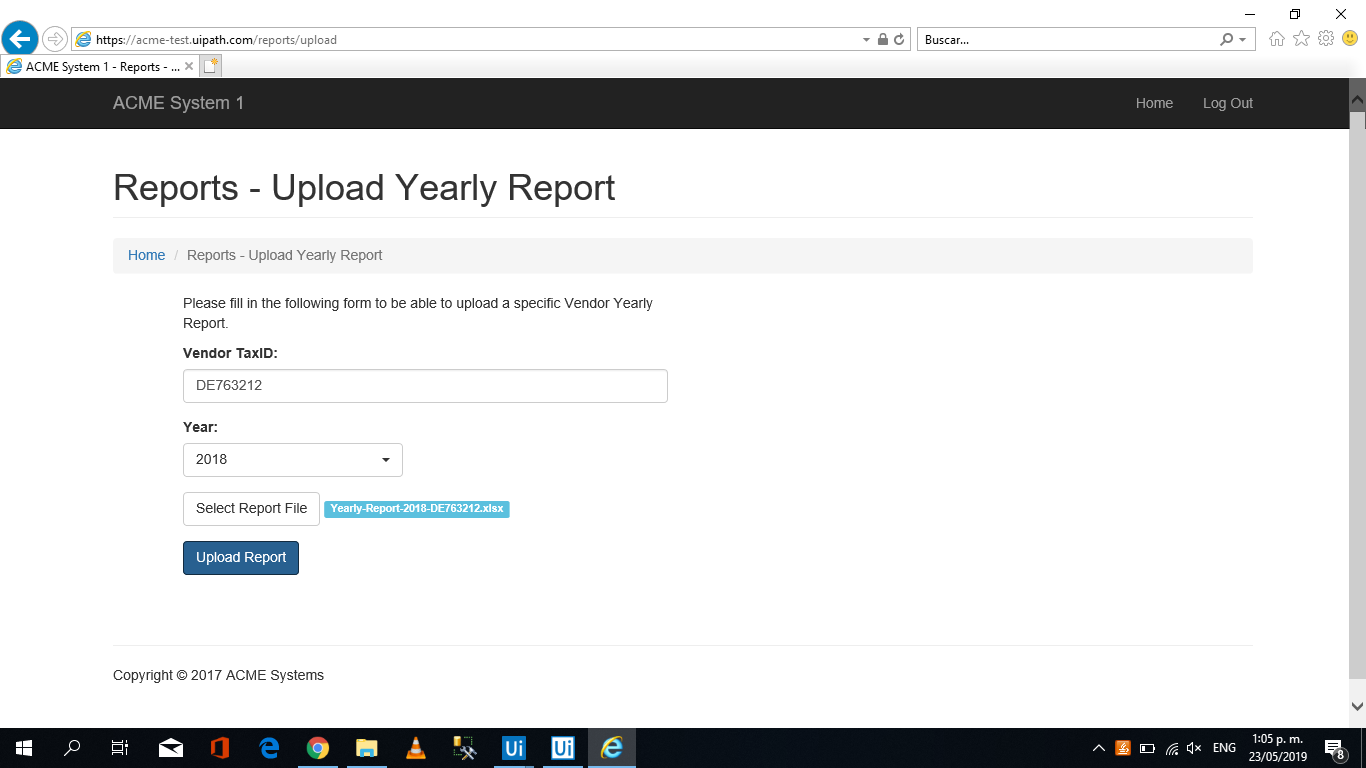 https://acme-test.uipath.com/reports/upload
Buscar...
ACME System 1 - Reports - ...
ACME System 1
Home
Log Out
Reports - Upload Yearly Report
Home / Reports - Upload Yearly Report
Please fill in the following form to be able to upload a specific Vendor Yearly
Report.
Vendor TaxID:
DE763212
Year:
2018
Select Report File
Yearly-Report-2018-DE763212.xlsx
Upload Report
Copyright © 2017 ACME Systems
Ui
Ui
ENG
1:05 p. m.
23/05/2019
8